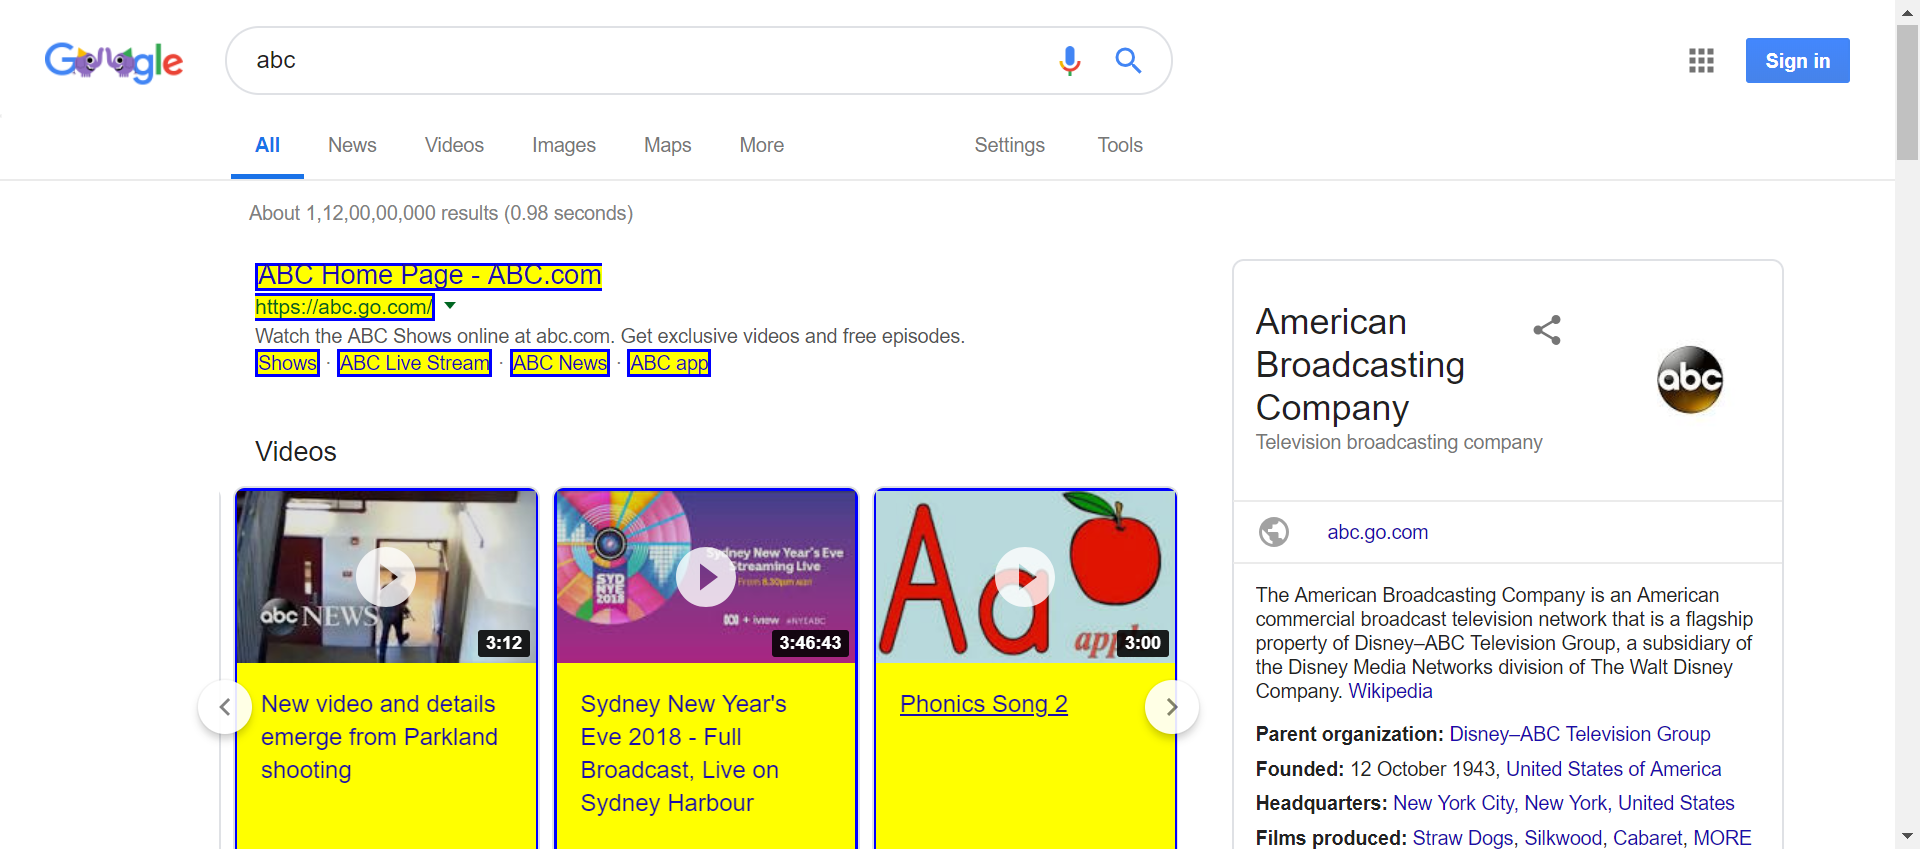 Google
abc
Sign in
All News Videos Images Maps More Settings Tools
About 1,12,00,00,000 results (0.98 seconds)
ABC Home Page - ABC.com
https://abc.go.com/
Watch the ABC Shows online at abc.com. Get exclusive videos and free episodes.
Shows · ABC Live Stream · ABC News · ABC app
Videos
abc NEWS
3:12
New video and details
emerge from Parkland
shooting
Sydney New Year's Eve
Streaming Live
From 8.30pm AEDT
SYD
NYE
2018
+ iview #NYEABC
3:46:43
Sydney New Year's
Eve 2018 - Full
Broadcast, Live on
Sydney Harbour
Aa
3:00
Phonics Song 2
American
Broadcasting
Company
Television broadcasting company
abc
abc.go.com
The American Broadcasting Company is an American
commercial broadcast television network that is a flagship
property of Disney–ABC Television Group, a subsidiary of
the Disney Media Networks division of The Walt Disney
Company. Wikipedia
Parent organization: Disney–ABC Television Group
Founded: 12 October 1943, United States of America
Headquarters: New York City, New York, United States
Films produced: Straw Dogs, Silkwood, Cabaret, MORE